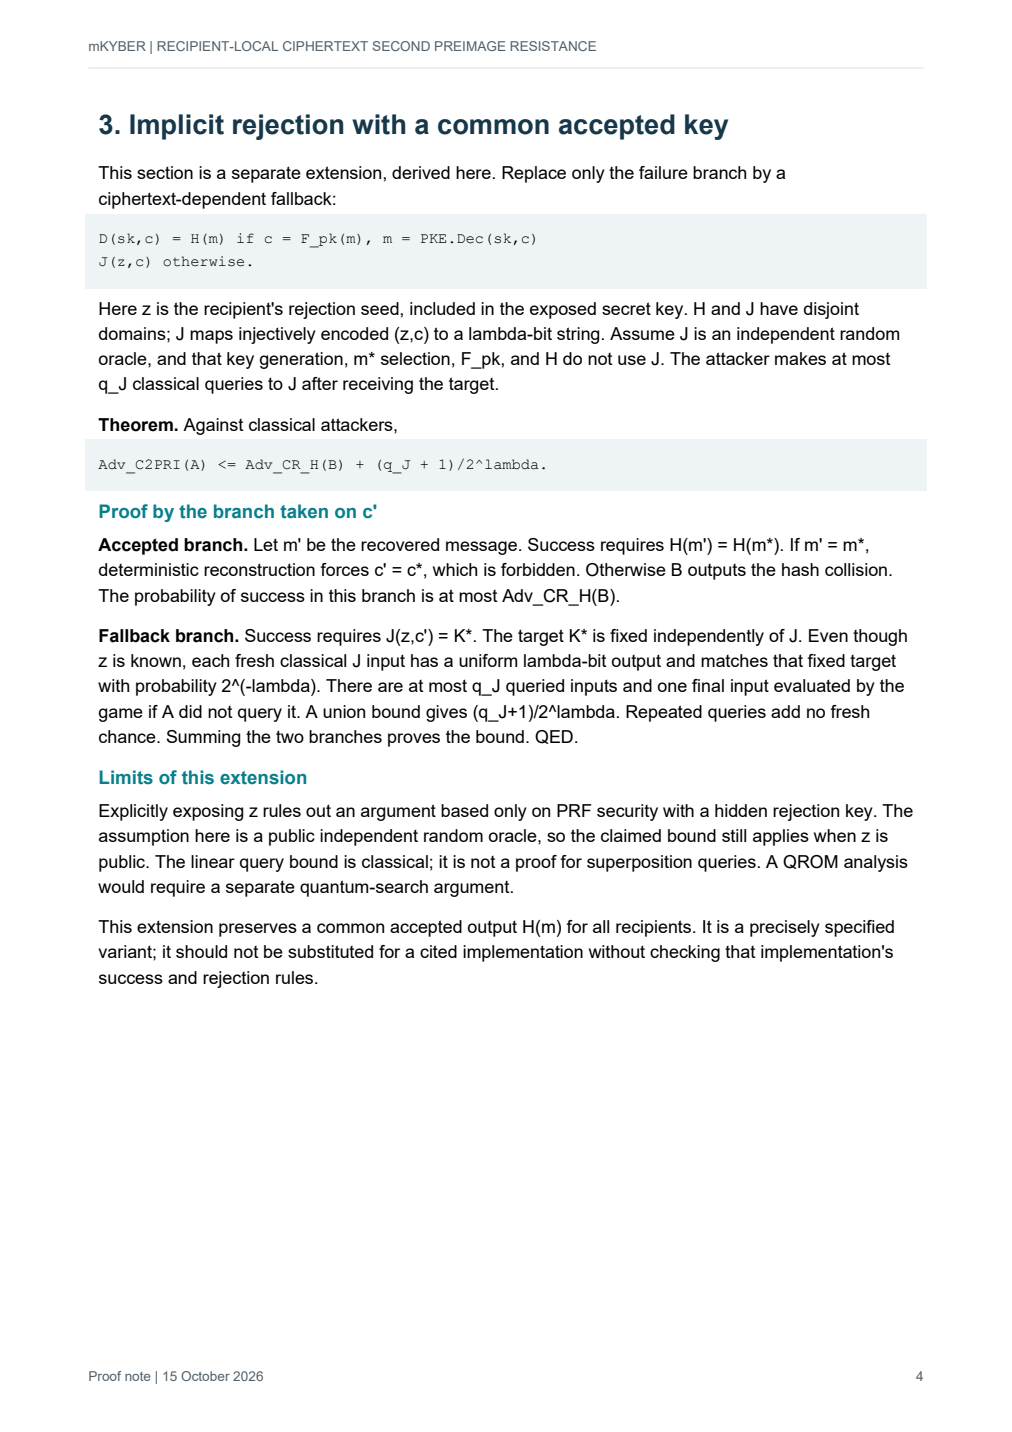 mKYBER | RECIPIENT-LOCAL CIPHERTEXT SECOND PREIMAGE RESISTANCE
3. Implicit rejection with a common accepted key
This section is a separate extension, derived here. Replace only the failure branch by a
ciphertext-dependent fallback:
D(sk,c) = H(m) if c = F_pk(m), m = PKE.Dec(sk,c)
J(z,c) otherwise.
Here z is the recipient's rejection seed, included in the exposed secret key. H and J have disjoint
domains; J maps injectively encoded (z,c) to a lambda-bit string. Assume J is an independent random
oracle, and that key generation, m* selection, F_pk, and H do not use J. The attacker makes at most
q_J classical queries to J after receiving the target.
Theorem. Against classical attackers,
Adv_C2PRI(A) <= Adv_CR_H(B) + (q_J + 1)/2^lambda.
Proof by the branch taken on c'
Accepted branch. Let m' be the recovered message. Success requires H(m') = H(m*). If m' = m*,
deterministic reconstruction forces c' = c*, which is forbidden. Otherwise B outputs the hash collision.
The probability of success in this branch is at most Adv_CR_H(B).
Fallback branch. Success requires J(z,c') = K*. The target K* is fixed independently of J. Even though
z is known, each fresh classical J input has a uniform lambda-bit output and matches that fixed target
with probability 2^(-lambda). There are at most q_J queried inputs and one final input evaluated by the
game if A did not query it. A union bound gives (q_J+1)/2^lambda. Repeated queries add no fresh
chance. Summing the two branches proves the bound. QED.
Limits of this extension
Explicitly exposing z rules out an argument based only on PRF security with a hidden rejection key. The
assumption here is a public independent random oracle, so the claimed bound still applies when z is
public. The linear query bound is classical; it is not a proof for superposition queries. A QROM analysis
would require a separate quantum-search argument.
This extension preserves a common accepted output H(m) for all recipients. It is a precisely specified
variant; it should not be substituted for a cited implementation without checking that implementation's
success and rejection rules.
Proof note | 15 October 2026
4